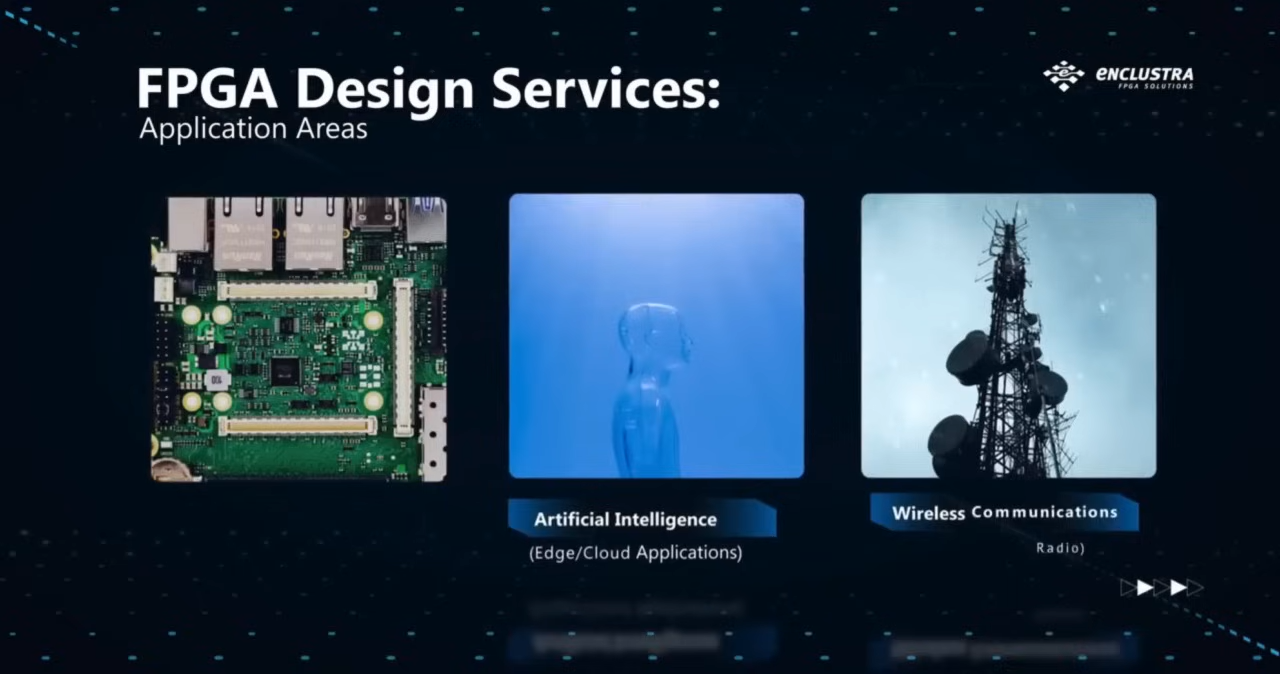 FPGA Design Services:
Application Areas
ENCLUSTRA
FPGA SOLUTIONS
Artificial Intelligence
(Edge/Cloud Applications)
Wireless Communications
Radio)